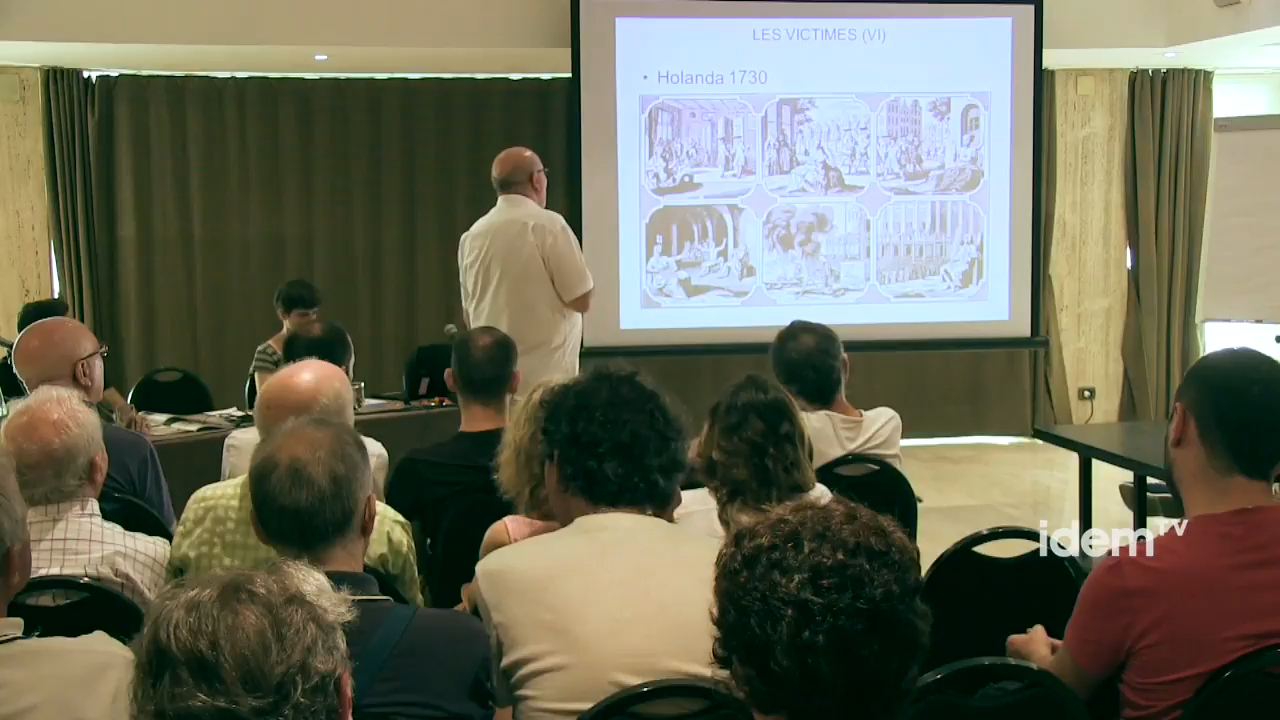 LES VICTIMES (VI)
• Holanda 1730
idem tv